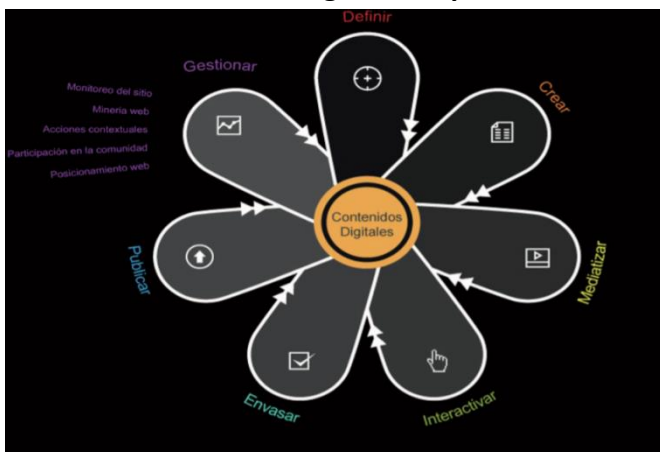 Definir
Gestionar
Monitoreo del sitio
Minería web
Acciones contextuales
Participación en la comunidad
Posicionamiento web
Crear
Contenidos
Digitales
Mediatizar
Publicar
Envasar
Interactivar